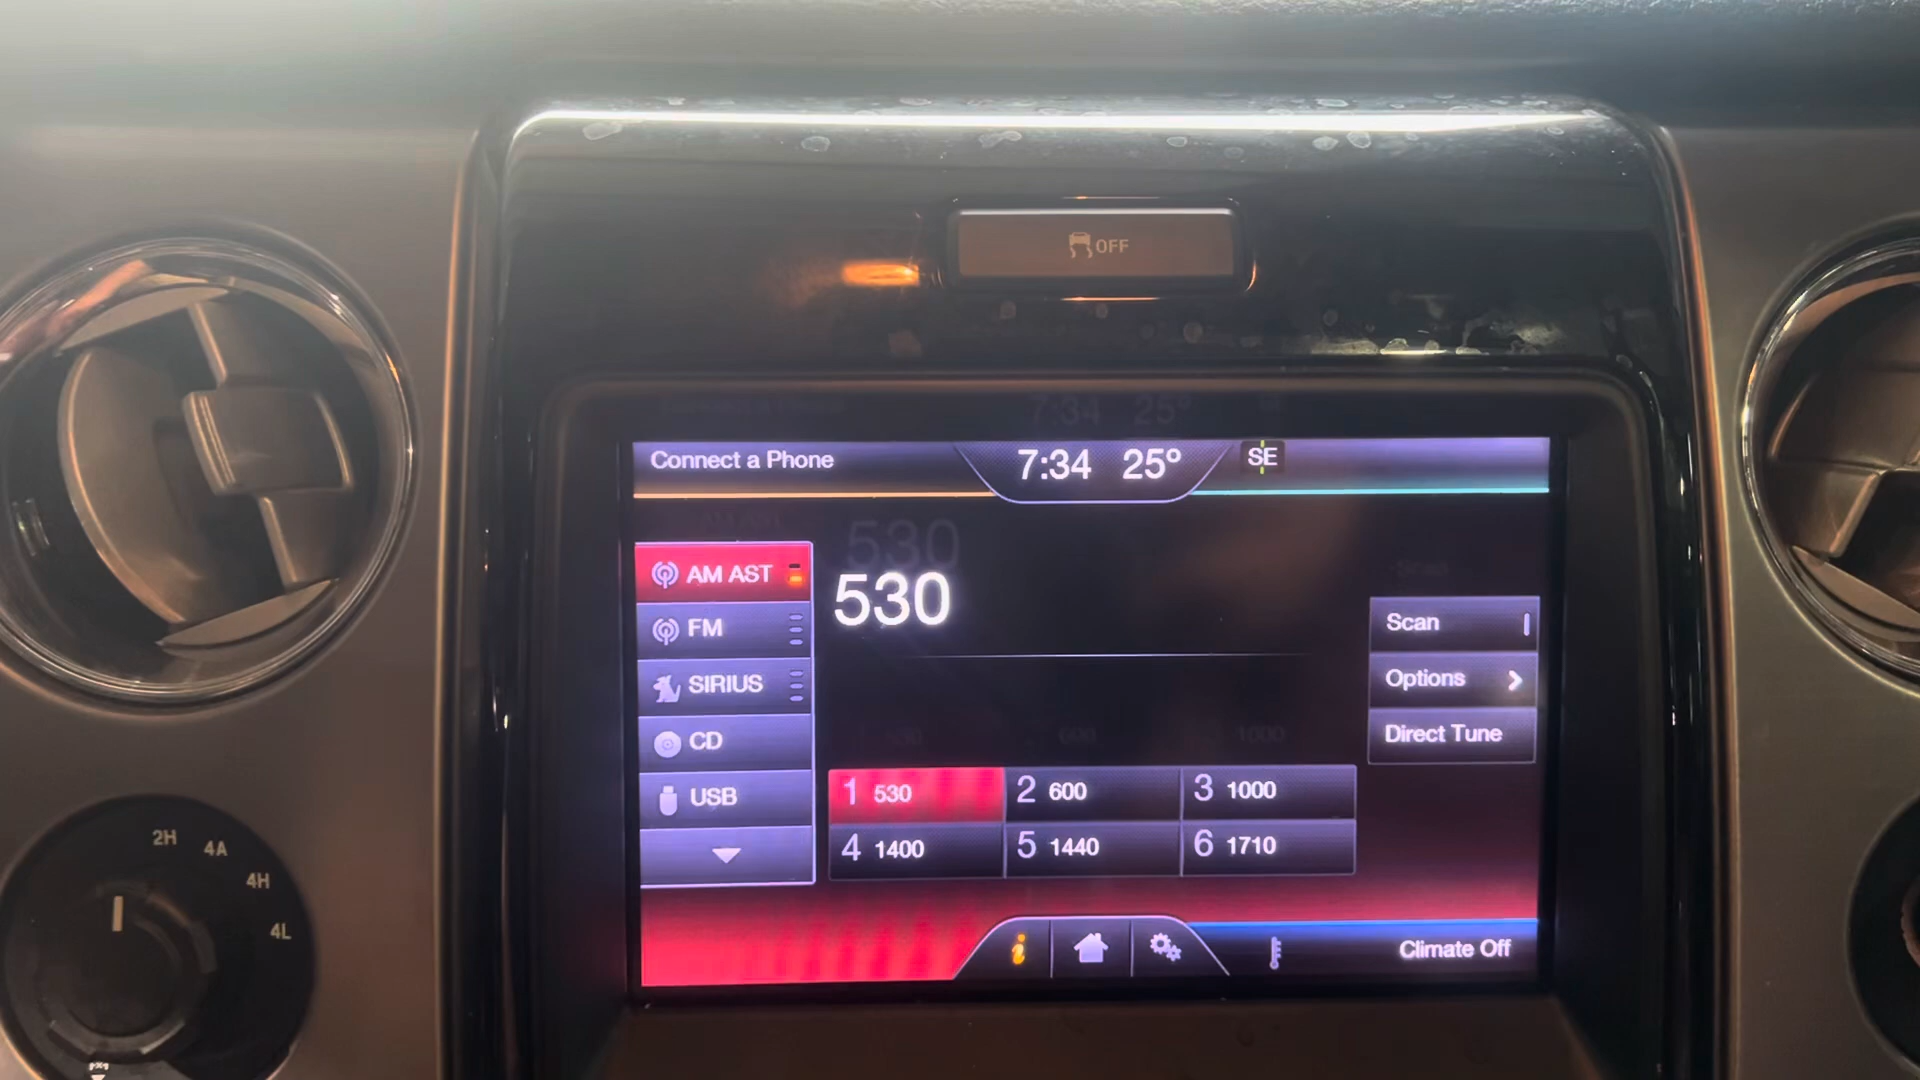 OFF
Connect a Phone
7:34 25°
SE
AM AST
FM
SIRIUS
CD
USB
530
Scan
Options
Direct Tune
1 530
2 600
3 1000
4 1400
5 1440
6 1710
i
Climate Off
2H
4A
4H
4L